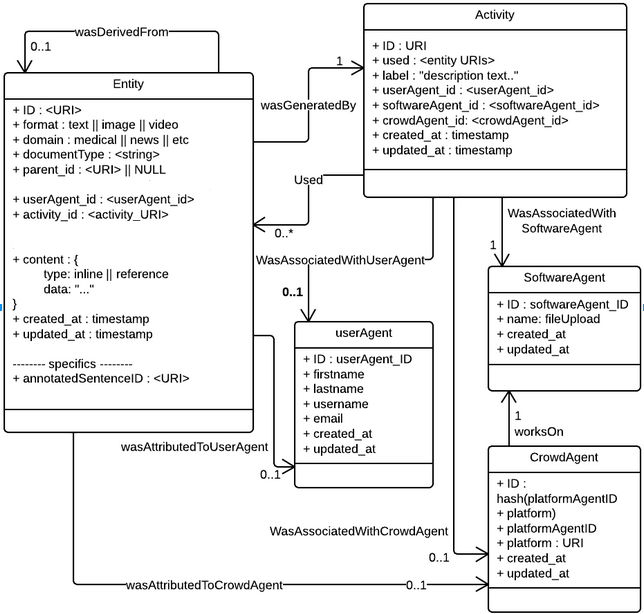 wasDerivedFrom
0..1
Entity
+ ID : <URI>
+ format : text || image || video
+ domain : medical || news || etc
+ documentType : <string>
+ parent_id : <URI> || NULL
+ userAgent_id : <userAgent_id>
+ activity_id : <activity_URI>
+ content : {
type: inline || reference
data: "..."
}
+ created_at : timestamp
+ updated_at : timestamp
-------- specifics --------
+ annotatedSentenceID : <URI>
1
wasGeneratedBy
Used
0..*
Activity
+ ID : URI
+ used : <entity URIs>
+ label : "description text.."
+ userAgent_id : <userAgent_id>
+ softwareAgent_id : <softwareAgent_id>
+ crowdAgent_id: <crowdAgent_id>
+ created_at : timestamp
+ updated_at : timestamp
WasAssociatedWith
SoftwareAgent
1
WasAssociatedWithUserAgent
0..1
SoftwareAgent
+ ID : softwareAgent_ID
+ name: fileUpload
+ created_at
+ updated_at
userAgent
+ ID : userAgent_ID
+ firstname
+ lastname
+ username
+ email
+ created_at
+ updated_at
1
worksOn
wasAttributedToUserAgent
0..1
CrowdAgent
+ ID :
hash(platformAgentID
+ platform)
+ platformAgentID
+ platform : URI
+ created_at
+ updated_at
WasAssociatedWithCrowdAgent
0..1
wasAttributedToCrowdAgent
0..1